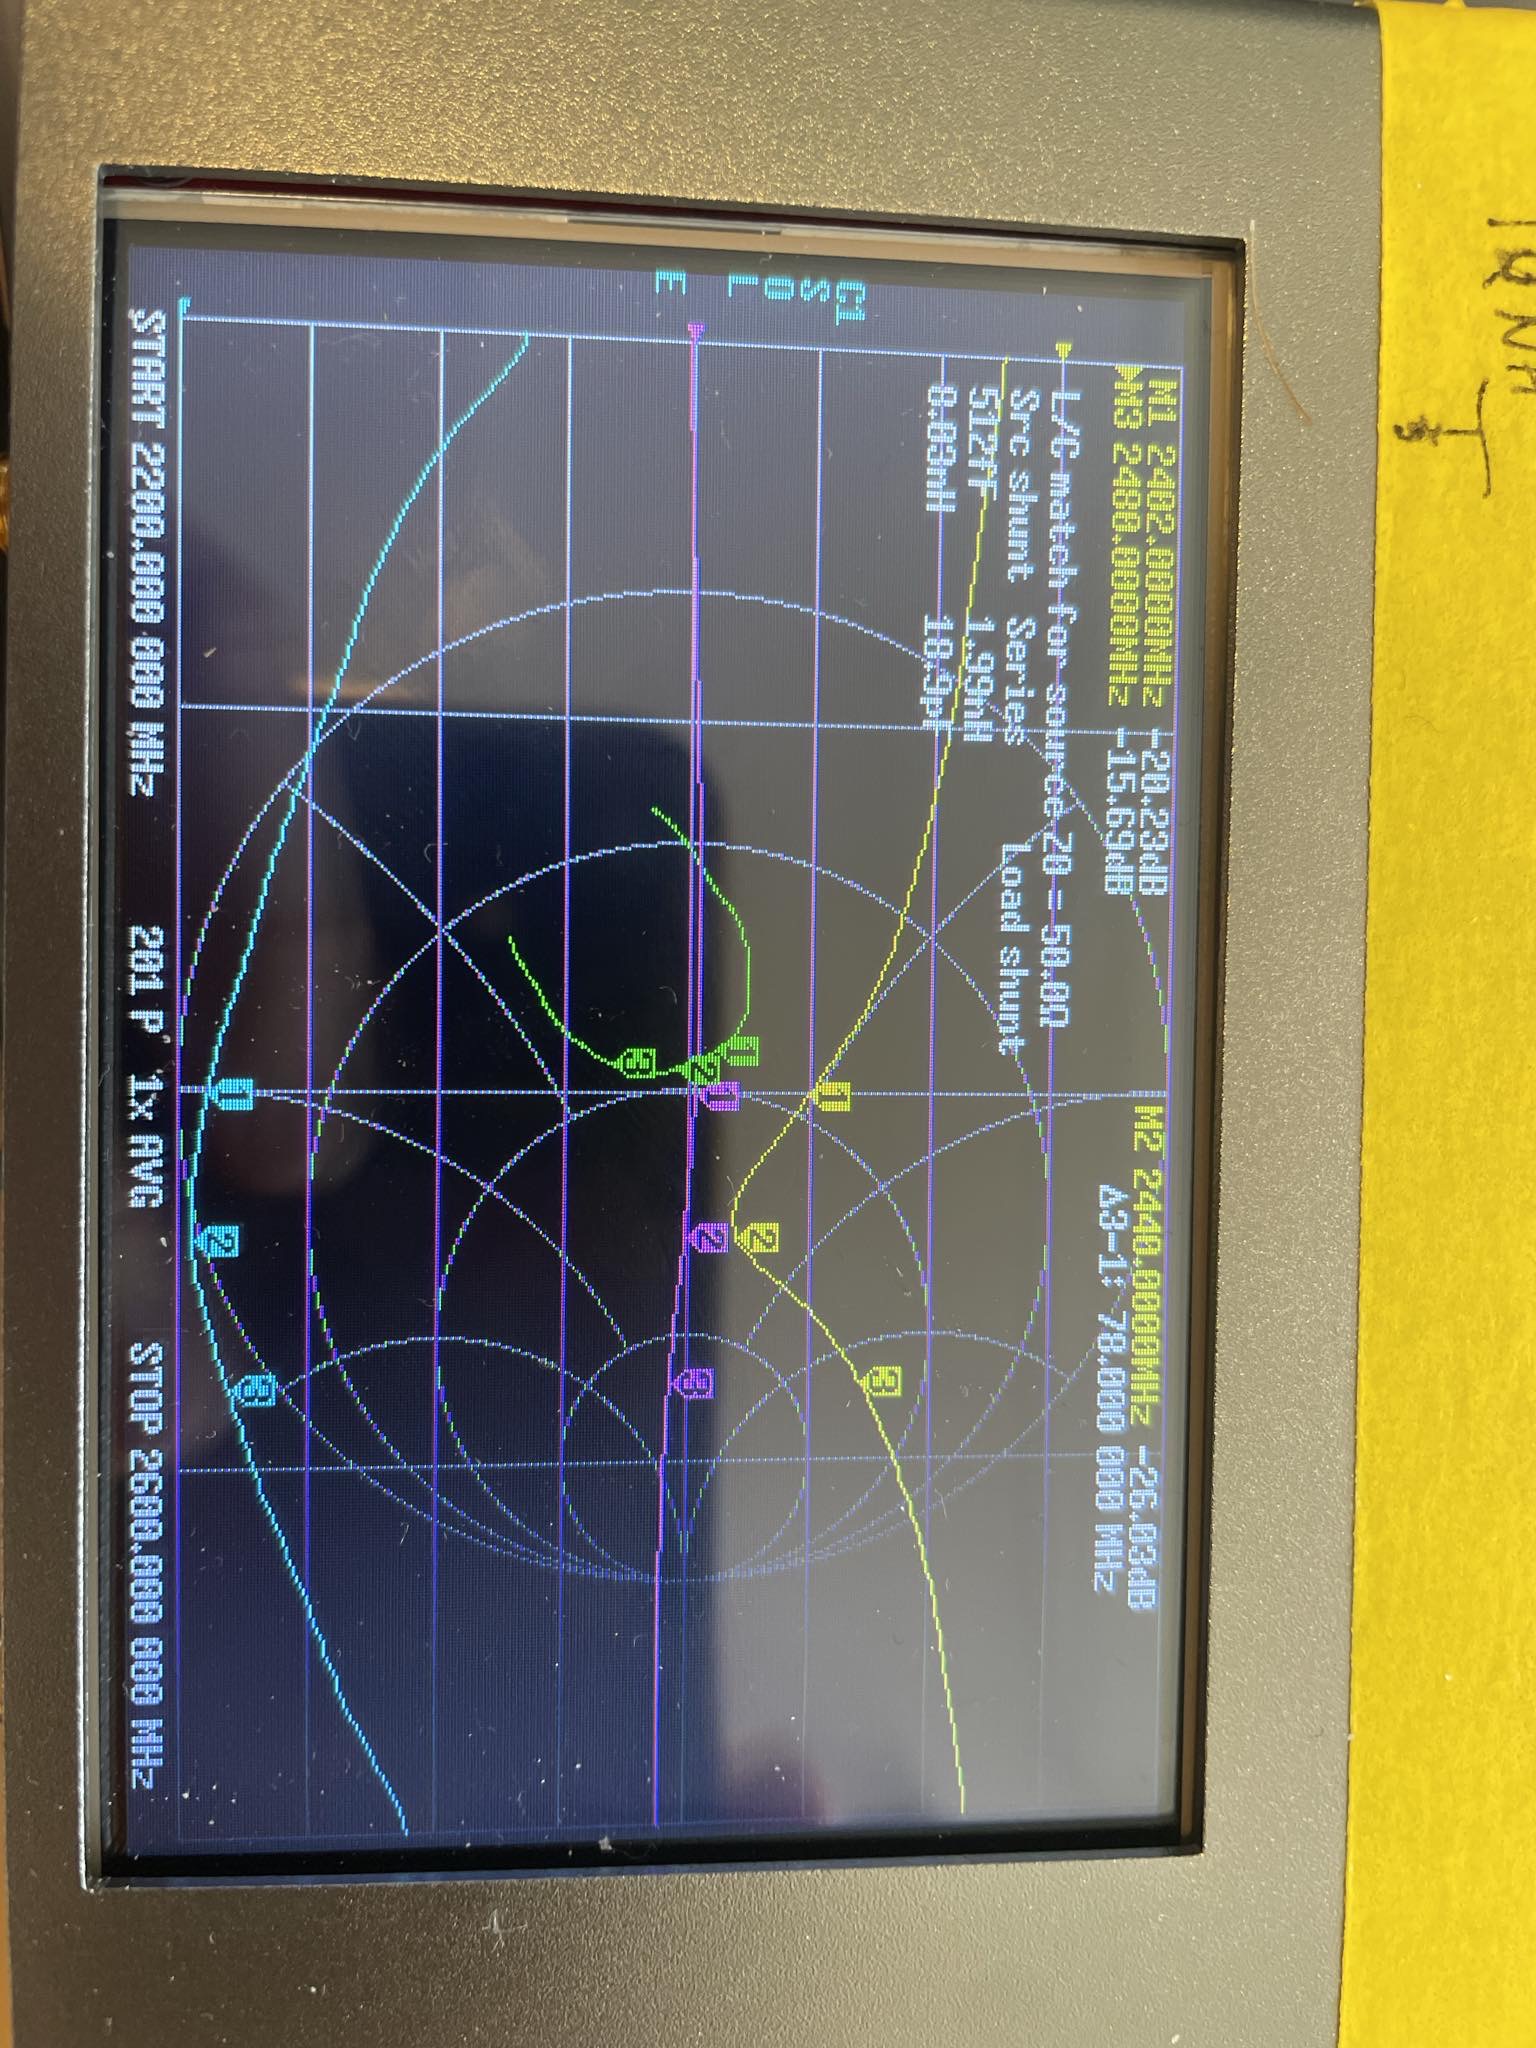 M1 2402.0000MHz -20.23dB
M2 2440.0000MHz -26.03dB
M3 2480.0000MHz -15.69dB
Δ3-1: 78.000 000 MHz
L/C match for source Z0 = 50.0Ω
Src shunt Series Load shunt
512fF 1.99nH
8.03nH 18.9pF
1
2
3
1
2
3
1
2
3
1
2
3
C1
S
O
L
E
START 2200.000 000 MHz 201 P 1x AVG STOP 2600.000 000 MHz